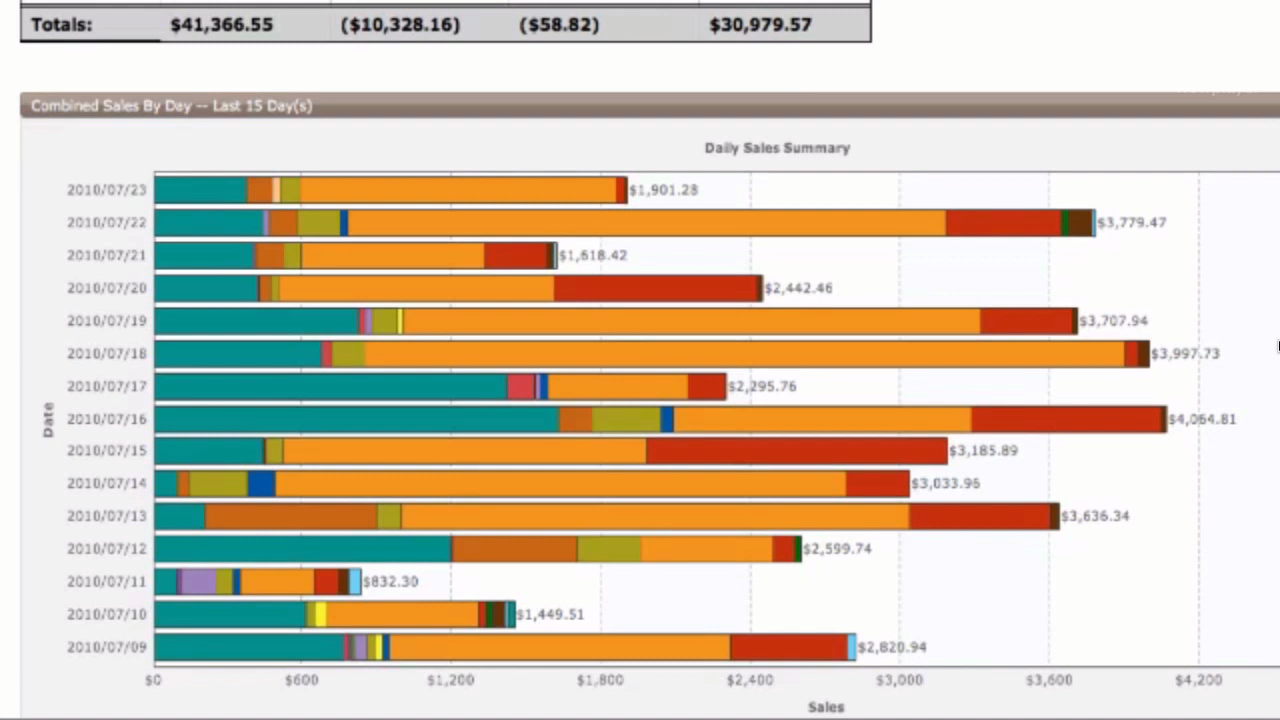 Totals: $41,366.55 ($10,328.16) ($58.82) $30,979.57
Combined Sales By Day -- Last 15 Day(s)
Daily Sales Summary
2010/07/23 $1,901.28
2010/07/22 $3,779.47
2010/07/21 $1,618.42
2010/07/20 $2,442.46
2010/07/19 $3,707.94
2010/07/18 $3,997.73
2010/07/17 $2,295.76
2010/07/16 $4,064.81
2010/07/15 $3,185.89
2010/07/14 $3,033.96
2010/07/13 $3,636.34
2010/07/12 $2,599.74
2010/07/11 $832.30
2010/07/10 $1,449.51
2010/07/09 $2,820.94
Date
$0 $600 $1,200 $1,800 $2,400 $3,000 $3,600 $4,200
Sales